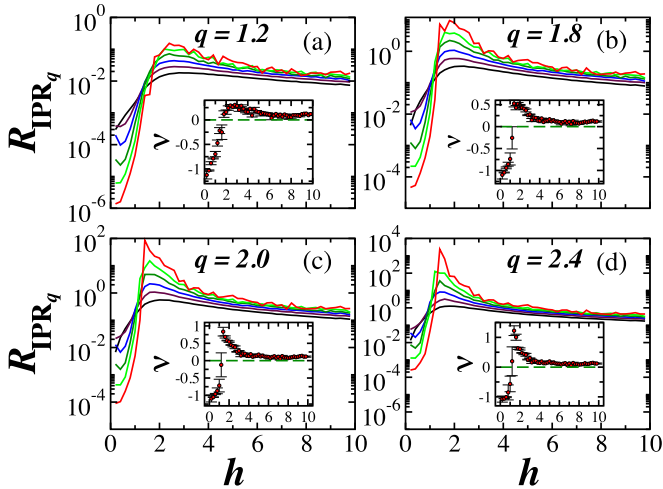 10^0
10^-2
10^-4
10^-6
R_IPR_q
q = 1.2
(a)
ν
0
-0.5
-1
0 2 4 6 8 10
10^0
10^-2
10^-4
q = 1.8
(b)
ν
0.5
0
-0.5
-1
0 2 4 6 8 10
10^2
10^0
10^-2
10^-4
R_IPR_q
q = 2.0
(c)
ν
1
0.5
0
-0.5
-1
0 2 4 6 8 10
0 2 4 6 8 10
h
10^4
10^2
10^0
10^-2
10^-4
10^-6
q = 2.4
(d)
ν
1
0
-1
0 2 4 6 8 10
0 2 4 6 8 10
h